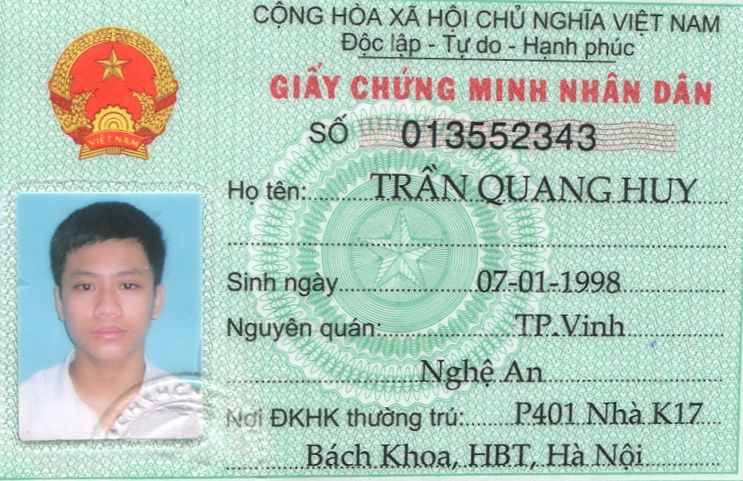 CỘNG HÒA XÃ HỘI CHỦ NGHĨA VIỆT NAM
Độc lập - Tự do - Hạnh phúc
GIẤY CHỨNG MINH NHÂN DÂN
SỐ 013552343
Họ tên: TRẦN QUANG HUY
Sinh ngày 07-01-1998
Nguyên quán: TP.Vinh
Nghệ An
Nơi ĐKHK thường trú: P401 Nhà K17
Bách Khoa, HBT, Hà Nội
VIỆT NAM